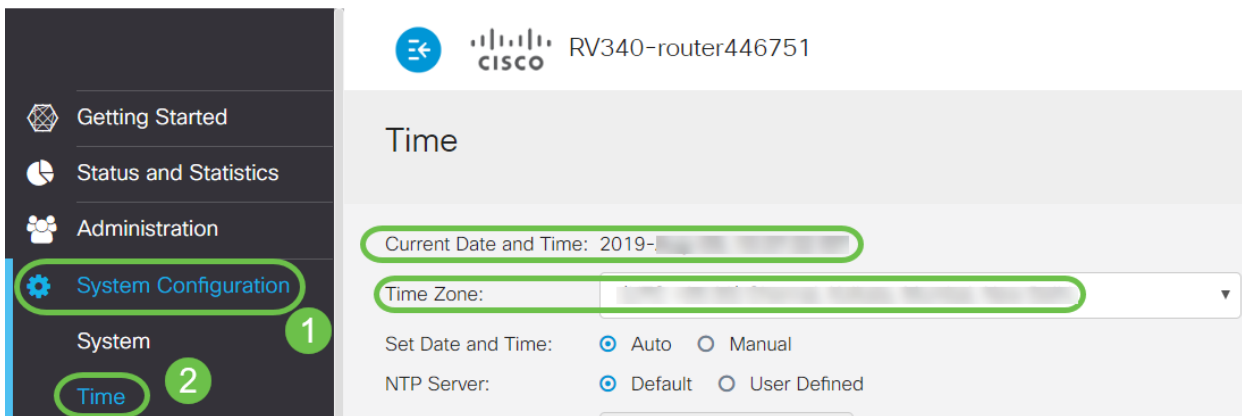 CISCO RV340-router446751
Getting Started
Status and Statistics
Administration
System Configuration
1
System
2
Time
Time
Current Date and Time: 2019-
Time Zone:
Set Date and Time: Auto Manual
NTP Server: Default User Defined